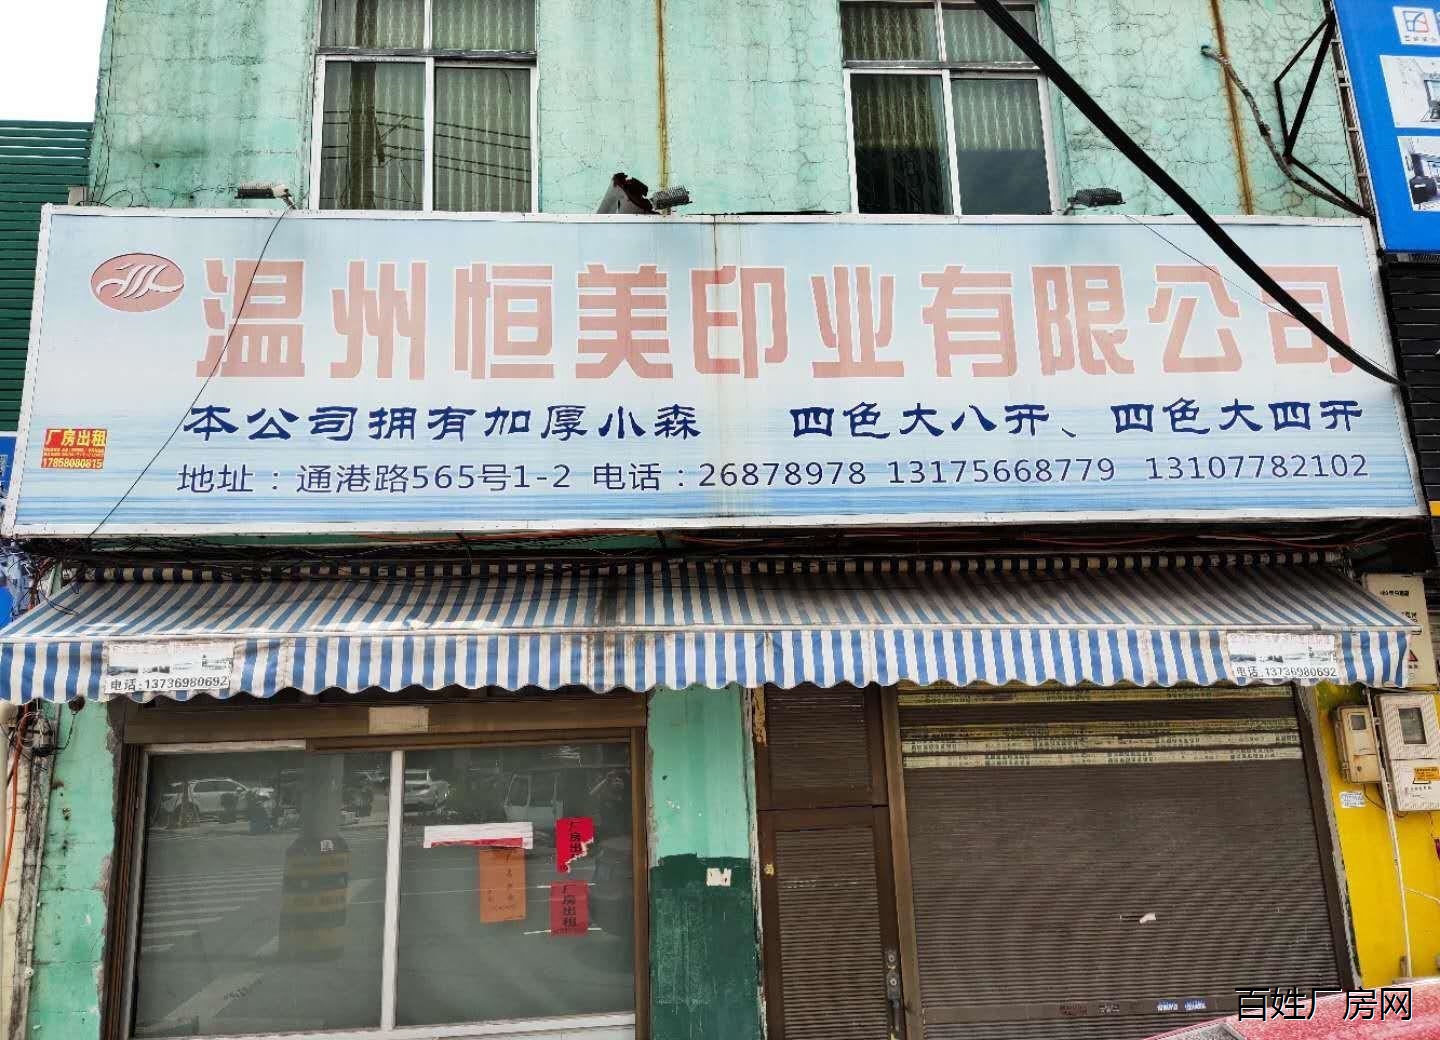 温州恒美印业有限公司
本公司拥有加厚小森 四色大八开、四色大四开
厂房出租
17858080815
地址：通港路565号1-2 电话：26878978 13175668779 13107782102
电话:13736980692
电话:13736980692
厂房出
厂房出租
百姓厂房网